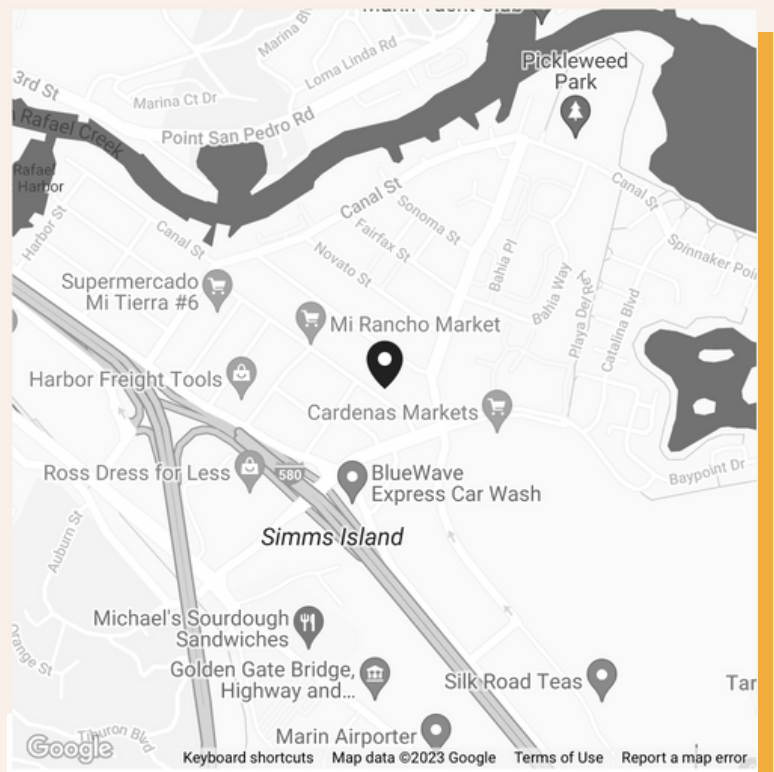 Marin Yacht Club
Marina Bl
Loma Linda Rd
Pickleweed
Park
3rd St
Marina Ct Dr
Point San Pedro Rd
n Rafael Creek
Rafael
Harbor
Harbor St
Canal St
Canal St
Sonoma St
Fairfax St
Novato St
Canal St
Spinnaker Poi
Bahia Pl
Bahia Way
Playa Del Rey
Catalina Blvd
Supermercado
Mi Tierra #6
Mi Rancho Market
Harbor Freight Tools
Cardenas Markets
Ross Dress for Less
580
BlueWave
Express Car Wash
Baypoint Dr
Simms Island
Auburn St
Michael's Sourdough
Sandwiches
Orange St
Golden Gate Bridge,
Highway and...
Silk Road Teas
Tar
Tiburon Blvd
Marin Airporter
Google
Keyboard shortcuts Map data ©2023 Google Terms of Use Report a map error